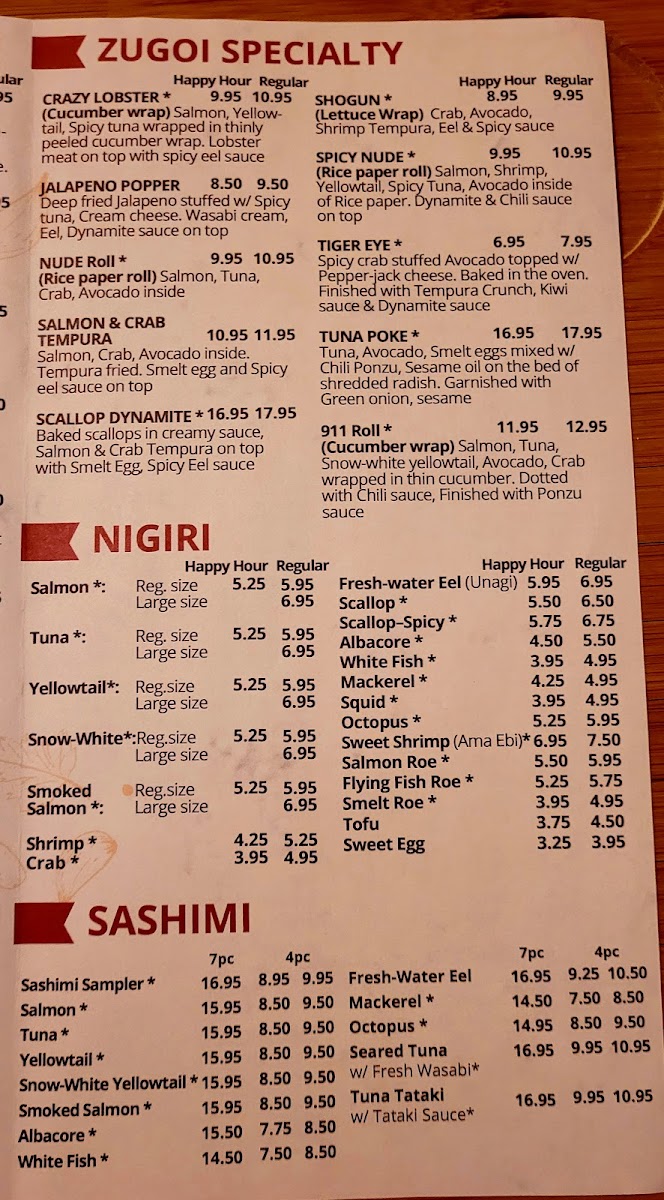 ZUGOI SPECIALTY
Happy Hour Regular
CRAZY LOBSTER * 9.95 10.95
(Cucumber wrap) Salmon, Yellow-
tail, Spicy tuna wrapped in thinly
peeled cucumber wrap. Lobster
meat on top with spicy eel sauce
JALAPENO POPPER 8.50 9.50
Deep fried Jalapeno stuffed w/ Spicy
tuna, Cream cheese. Wasabi cream,
Eel, Dynamite sauce on top
NUDE Roll * 9.95 10.95
(Rice paper roll) Salmon, Tuna,
Crab, Avocado inside
SALMON & CRAB
TEMPURA 10.95 11.95
Salmon, Crab, Avocado inside.
Tempura fried. Smelt egg and Spicy
eel sauce on top
SCALLOP DYNAMITE * 16.95 17.95
Baked scallops in creamy sauce,
Salmon & Crab Tempura on top
with Smelt Egg, Spicy Eel sauce
Happy Hour Regular
SHOGUN * 8.95 9.95
(Lettuce Wrap) Crab, Avocado,
Shrimp Tempura, Eel & Spicy sauce
SPICY NUDE * 9.95 10.95
(Rice paper roll) Salmon, Shrimp,
Yellowtail, Spicy Tuna, Avocado inside
of Rice paper. Dynamite & Chili sauce
on top
TIGER EYE * 6.95 7.95
Spicy crab stuffed Avocado topped w/
Pepper-jack cheese. Baked in the oven.
Finished with Tempura Crunch, Kiwi
sauce & Dynamite sauce
TUNA POKE * 16.95 17.95
Tuna, Avocado, Smelt eggs mixed w/
Chili Ponzu, Sesame oil on the bed of
shredded radish. Garnished with
Green onion, sesame
911 Roll * 11.95 12.95
(Cucumber wrap) Salmon, Tuna,
Snow-white yellowtail, Avocado, Crab
wrapped in thin cucumber. Dotted
with Chili sauce, Finished with Ponzu
sauce
NIGIRI
Happy Hour Regular
Salmon *: Reg. size 5.25 5.95
Large size 6.95
Tuna *: Reg. size 5.25 5.95
Large size 6.95
Yellowtail*: Reg.size 5.25 5.95
Large size 6.95
Snow-White*:Reg.size 5.25 5.95
Large size 6.95
Smoked Reg.size 5.25 5.95
Salmon *: Large size 6.95
Shrimp * 4.25 5.25
Crab * 3.95 4.95
Happy Hour Regular
Fresh-water Eel (Unagi) 5.95 6.95
Scallop * 5.50 6.50
Scallop–Spicy * 5.75 6.75
Albacore * 4.50 5.50
White Fish * 3.95 4.95
Mackerel * 4.25 4.95
Squid * 3.95 4.95
Octopus * 5.25 5.95
Sweet Shrimp (Ama Ebi)* 6.95 7.50
Salmon Roe * 5.50 5.95
Flying Fish Roe * 5.25 5.75
Smelt Roe * 3.95 4.95
Tofu 3.75 4.50
Sweet Egg 3.25 3.95
SASHIMI
7pc 4pc
Sashimi Sampler * 16.95 8.95 9.95
Salmon * 15.95 8.50 9.50
Tuna * 15.95 8.50 9.50
Yellowtail * 15.95 8.50 9.50
Snow-White Yellowtail * 15.95 8.50 9.50
Smoked Salmon * 15.95 8.50 9.50
Albacore * 15.50 7.75 8.50
White Fish * 14.50 7.50 8.50
7pc 4pc
Fresh-Water Eel 16.95 9.25 10.50
Mackerel * 14.50 7.50 8.50
Octopus * 14.95 8.50 9.50
Seared Tuna 16.95 9.95 10.95
w/ Fresh Wasabi*
Tuna Tataki 16.95 9.95 10.95
w/ Tataki Sauce*